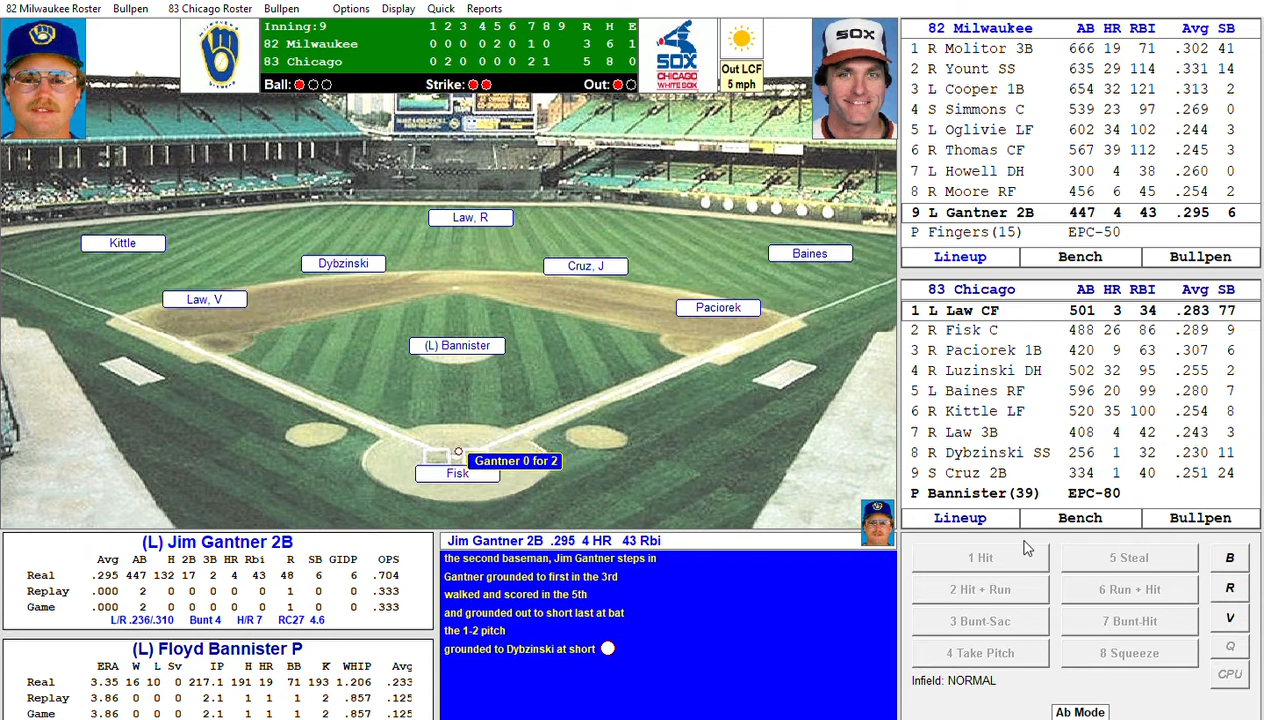 82 Milwaukee Roster Bullpen 83 Chicago Roster Bullpen Options Display Quick Reports
Inning:9 1 2 3 4 5 6 7 8 9 R H E
82 Milwaukee 0 0 0 0 2 0 1 0 3 6 1
83 Chicago 0 2 0 0 0 0 2 1 5 8 0
Ball: Strike: Out:
SOX
CHICAGO
WHITE SOX
Out LCF
5 mph
SOX
Law, R
Kittle
Baines
Dybzinski
Cruz, J
Law, V
Paciorek
(L) Bannister
Gantner 0 for 2
Fisk
82 Milwaukee AB HR RBI Avg SB
1 R Molitor 3B 666 19 71 .302 41
2 R Yount SS 635 29 114 .331 14
3 L Cooper 1B 654 32 121 .313 2
4 S Simmons C 539 23 97 .269 0
5 L Oglivie LF 602 34 102 .244 3
6 R Thomas CF 567 39 112 .245 3
7 L Howell DH 300 4 38 .260 0
8 R Moore RF 456 6 45 .254 2
9 L Gantner 2B 447 4 43 .295 6
P Fingers(15) EPC-50
Lineup Bench Bullpen
83 Chicago AB HR RBI Avg SB
1 L Law CF 501 3 34 .283 77
2 R Fisk C 488 26 86 .289 9
3 R Paciorek 1B 420 9 63 .307 6
4 R Luzinski DH 502 32 95 .255 2
5 L Baines RF 596 20 99 .280 7
6 R Kittle LF 520 35 100 .254 8
7 R Law 3B 408 4 42 .243 3
8 R Dybzinski SS 256 1 32 .230 11
9 S Cruz 2B 334 1 40 .251 24
P Bannister(39) EPC-80
Lineup Bench Bullpen
(L) Jim Gantner 2B
Avg AB H 2B 3B HR Rbi R SB GIDP OPS
Real .295 447 132 17 2 4 43 48 6 6 .704
Replay .000 2 0 0 0 0 0 1 0 0 .333
Game .000 2 0 0 0 0 0 1 0 0 .333
L/R .236/.310 Bunt 4 H/R 7 RC27 4.6
(L) Floyd Bannister P
ERA W L Sv IP H HR BB K WHIP Avg
Real 3.35 16 10 0 217.1 191 19 71 193 1.206 .233
Replay 3.86 0 0 0 2.1 1 1 1 1 .857 .125
Game 3.86 0 0 0 2.1 1 1 1 1 .857 .125
Jim Gantner 2B .295 4 HR 43 Rbi
the second baseman, Jim Gantner steps in
Gantner grounded to first in the 3rd
walked and scored in the 5th
and grounded out to short last at bat
the 1-2 pitch
grounded to Dybzinski at short
1 Hit 5 Steal B
2 Hit + Run 6 Run + Hit R
3 Bunt-Sac 7 Bunt-Hit V
4 Take Pitch 8 Squeeze Q
Infield: NORMAL CPU
Ab Mode